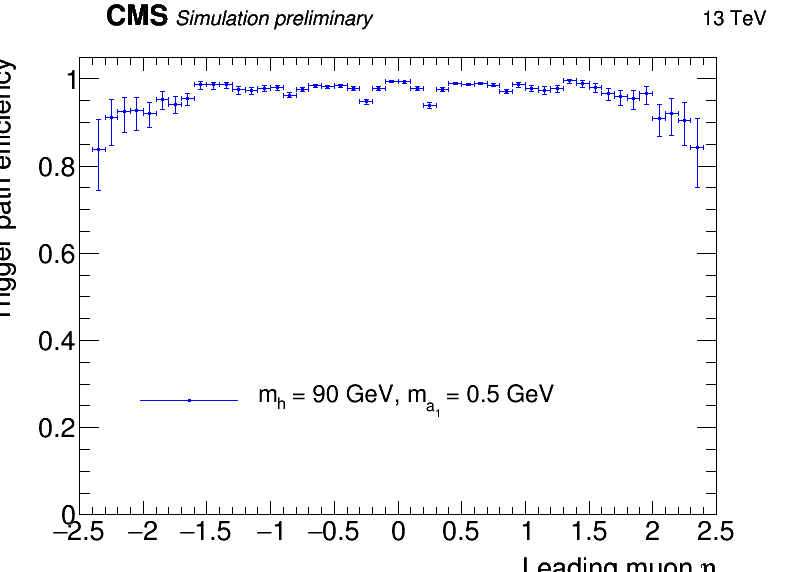 CMS Simulation preliminary 13 TeV
Trigger path efficiency
1
0.8
0.6
0.4
0.2
0
m_h = 90 GeV, m_a_1 = 0.5 GeV
−2.5 −2 −1.5 −1 −0.5 0 0.5 1 1.5 2 2.5
Leading muon η